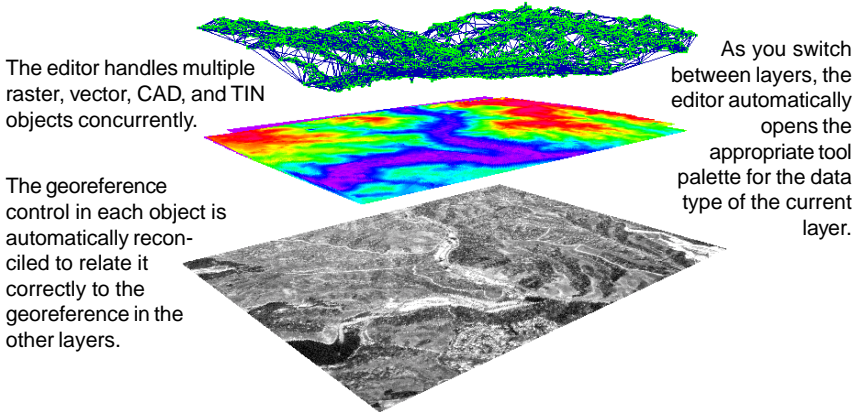 The editor handles multiple
raster, vector, CAD, and TIN
objects concurrently.
The georeference
control in each object is
automatically recon-
ciled to relate it
correctly to the
georeference in the
other layers.
As you switch
between layers, the
editor automatically
opens the
appropriate tool
palette for the data
type of the current
layer.